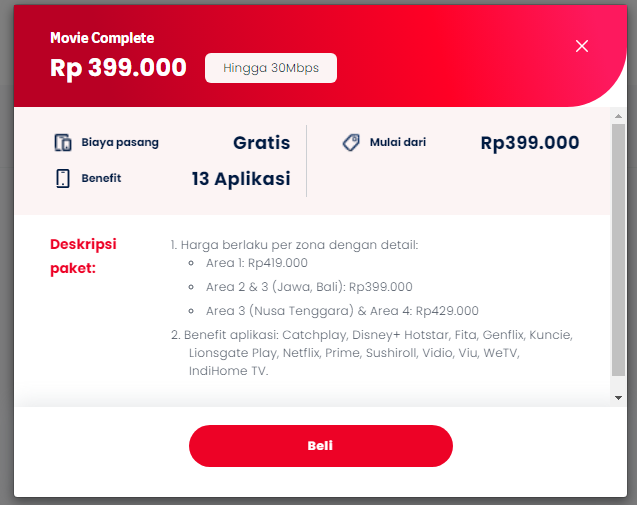 Movie Complete
Rp 399.000
Hingga 30Mbps
Biaya pasang
Gratis
Mulai dari
Rp399.000
Benefit
13 Aplikasi
Deskripsi
paket:
1. Harga berlaku per zona dengan detail:
Area 1: Rp419.000
Area 2 & 3 (Jawa, Bali): Rp399.000
Area 3 (Nusa Tenggara) & Area 4: Rp429.000
2. Benefit aplikasi: Catchplay, Disney+ Hotstar, Fita, Genflix, Kuncie,
Lionsgate Play, Netflix, Prime, Sushiroll, Vidio, Viu, WeTV,
IndiHome TV.
Beli